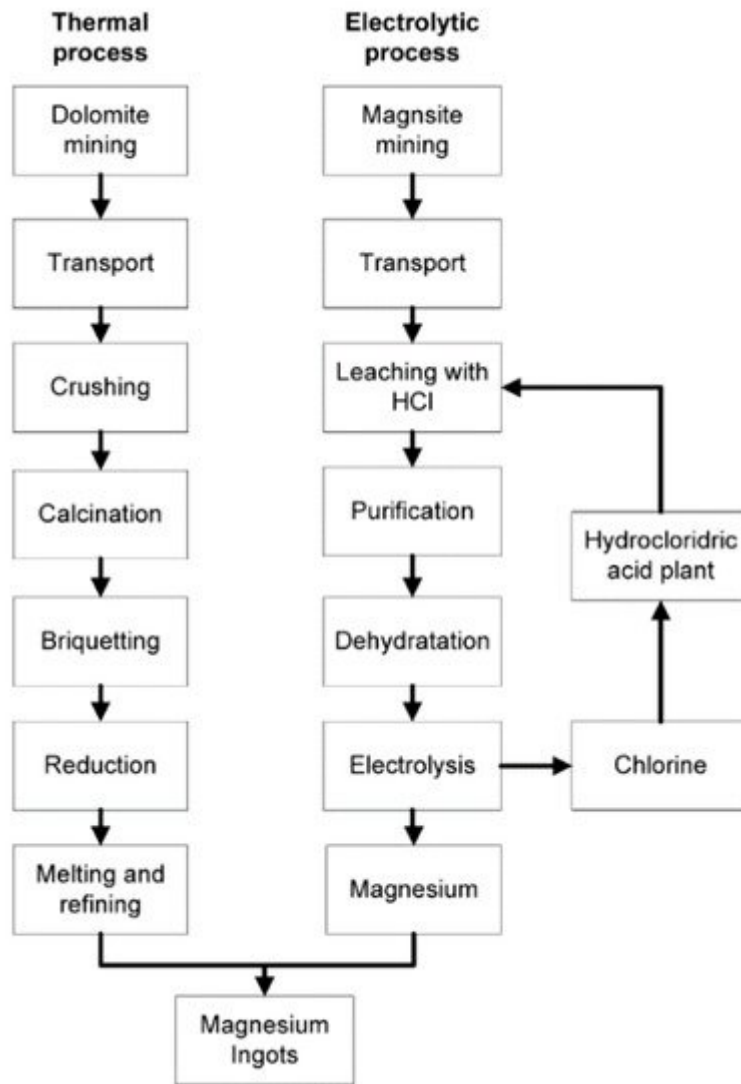 Thermal
process
Electrolytic
process
Dolomite
mining
Magnsite
mining
Transport
Transport
Crushing
Leaching with
HCl
Calcination
Purification
Hydrocloridric
acid plant
Briquetting
Dehydratation
Reduction
Electrolysis
Chlorine
Melting and
refining
Magnesium
Magnesium
Ingots